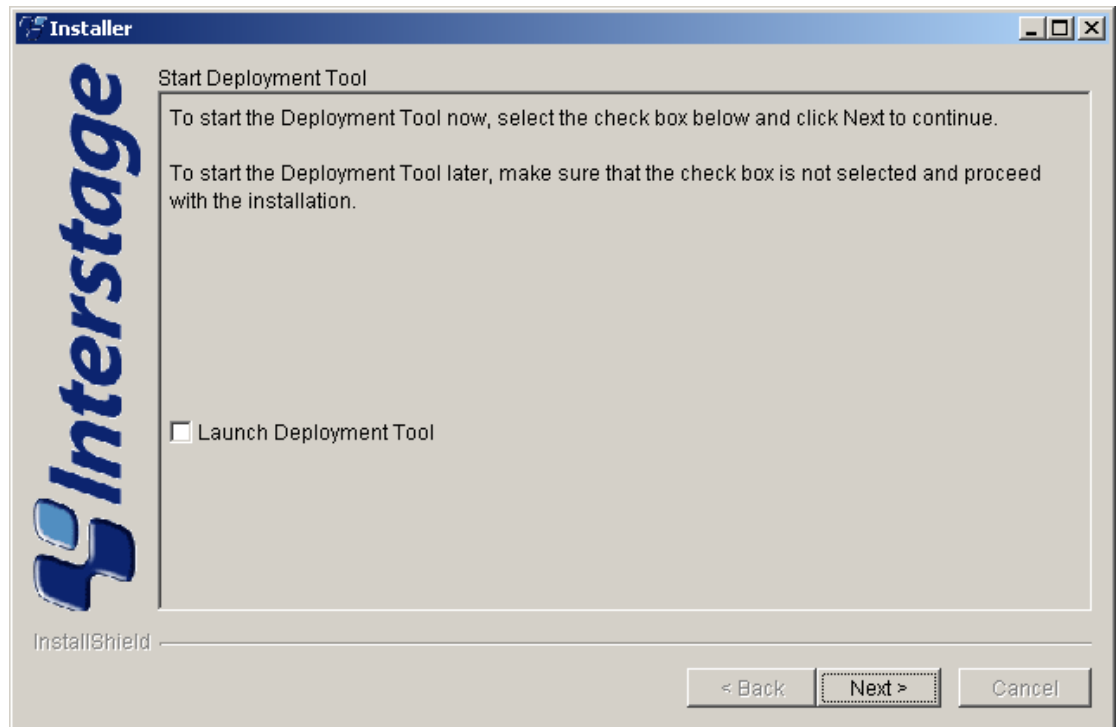 Installer
Interstage
Start Deployment Tool
To start the Deployment Tool now, select the check box below and click Next to continue.
To start the Deployment Tool later, make sure that the check box is not selected and proceed
with the installation.
Launch Deployment Tool
InstallShield
< Back
Next >
Cancel